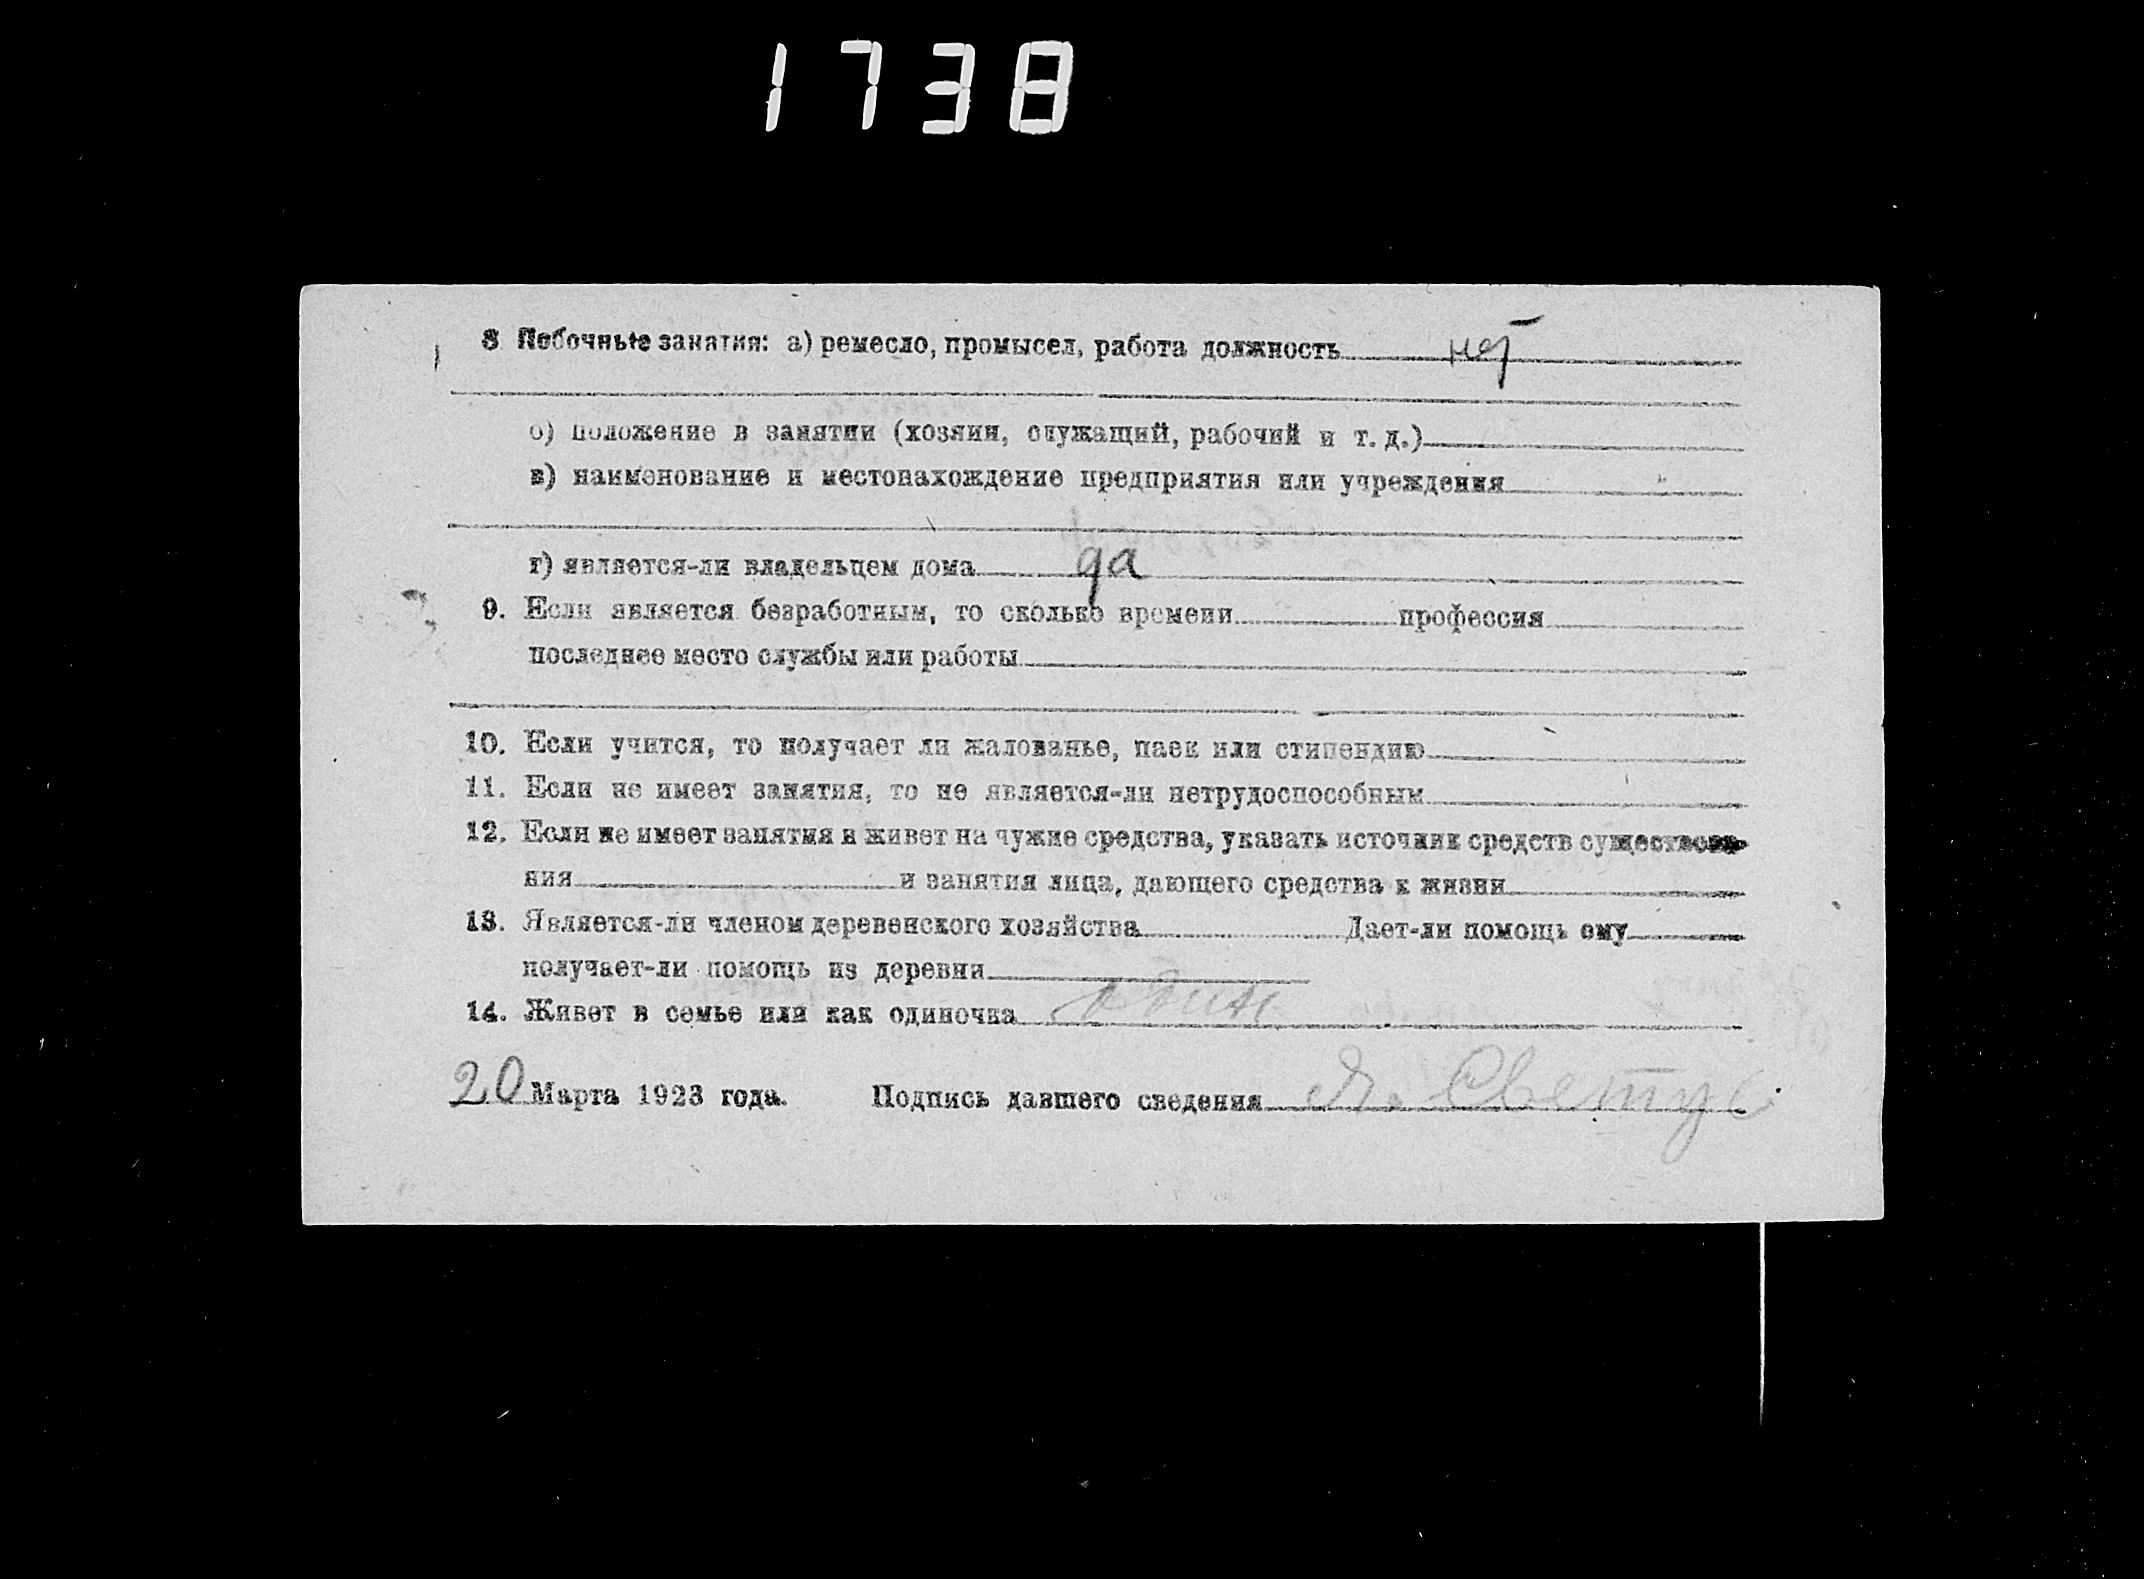 1738
8 Побочные занятия: а) ремесло, промысел, работа должность нет
б) положение в занятии (хозяин, служащий, рабочий и т. д.)
в) наименование и местонахождение предприятия или учреждения
г) является-ли владельцем дома да
9. Если является безработным, то сколько времени профессия
последнее место службы или работы
10. Если учится, то получает ли жалованье, паек или стипендию
11. Если не имеет занятия, то не является-ли нетрудоспособным
12. Если не имеет занятия и живет на чужие средства, указать источник средств существова-
ния и занятия лица, дающего средства к жизни
13. Является-ли членом деревенского хозяйства Дает-ли помощь ему
получает-ли помощь из деревни
14. Живет в семье или как одиночка один
20 Марта 1923 года. Подпись давшего сведения